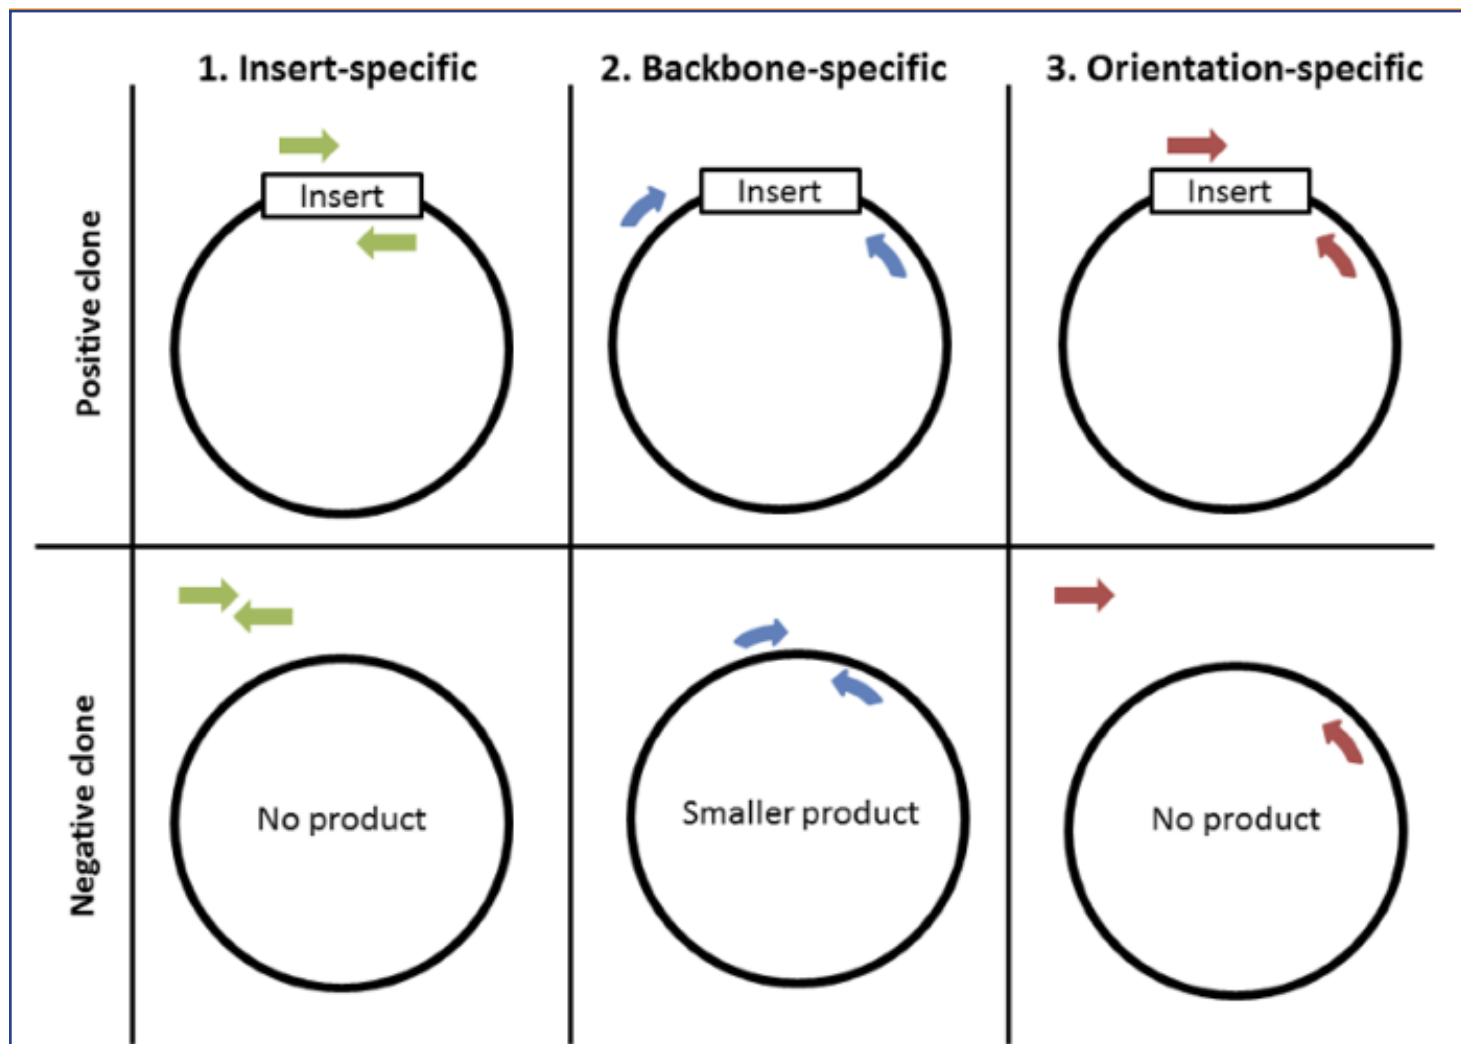 1. Insert-specific
2. Backbone-specific
3. Orientation-specific
Positive clone
Insert
Insert
Insert
Negative clone
No product
Smaller product
No product